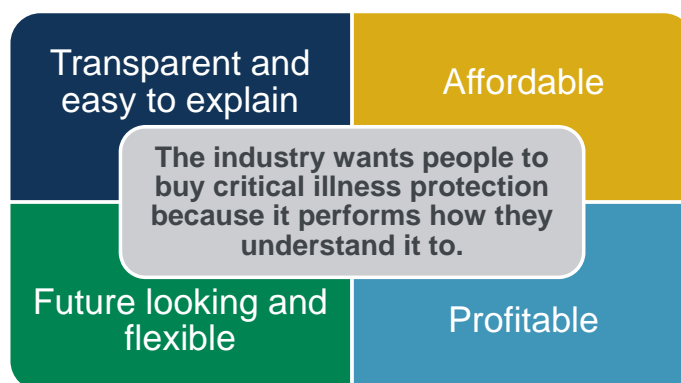 Transparent and
easy to explain
Affordable
The industry wants people to
buy critical illness protection
because it performs how they
understand it to.
Future looking and
flexible
Profitable